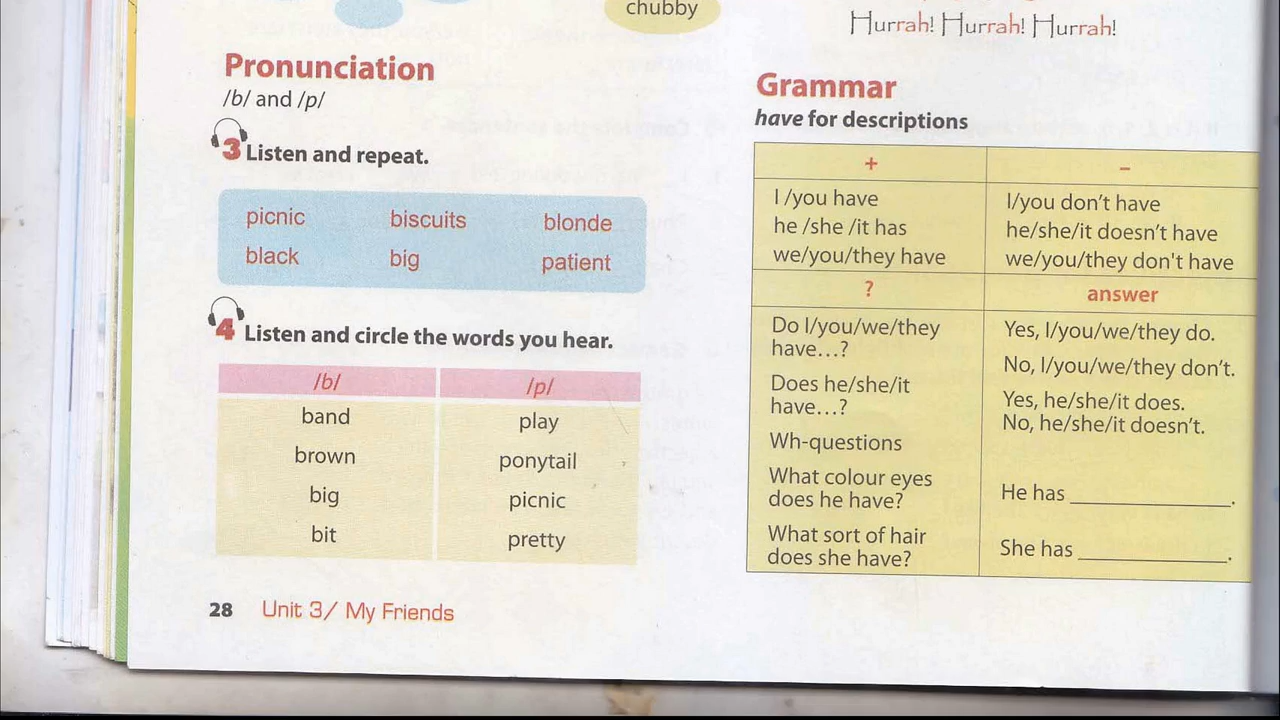 chubby
Hurrah! Hurrah! Hurrah!
Pronunciation
/b/ and /p/
3 Listen and repeat.
picnic biscuits blonde
black big patient
4 Listen and circle the words you hear.
/b/ /p/
band play
brown ponytail
big picnic
bit pretty
28 Unit 3/ My Friends
Grammar
have for descriptions
+ –
I /you have I/you don't have
he /she /it has he/she/it doesn't have
we/you/they have we/you/they don't have
? answer
Do I/you/we/they Yes, I/you/we/they do.
have...?
No, I/you/we/they don't.
Does he/she/it Yes, he/she/it does.
have...? No, he/she/it doesn't.
Wh-questions
What colour eyes
does he have? He has ______________.
What sort of hair
does she have? She has _____________.